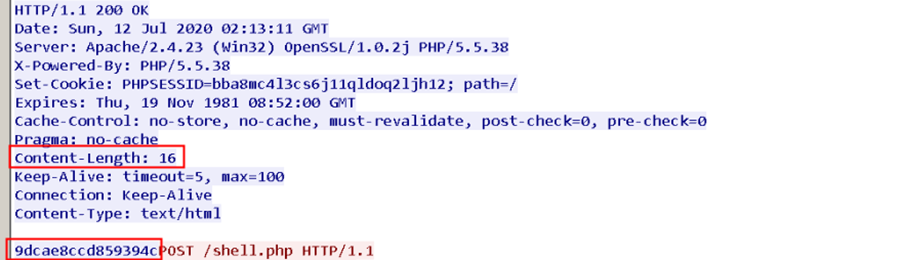 HTTP/1.1 200 OK
Date: Sun, 12 Jul 2020 02:13:11 GMT
Server: Apache/2.4.23 (Win32) OpenSSL/1.0.2j PHP/5.5.38
X-Powered-By: PHP/5.5.38
Set-Cookie: PHPSESSID=bba8mc4l3cs6j11qldoq2ljh12; path=/
Expires: Thu, 19 Nov 1981 08:52:00 GMT
Cache-Control: no-store, no-cache, must-revalidate, post-check=0, pre-check=0
Pragma: no-cache
Content-Length: 16
Keep-Alive: timeout=5, max=100
Connection: Keep-Alive
Content-Type: text/html
9dcae8ccd859394cPOST /shell.php HTTP/1.1